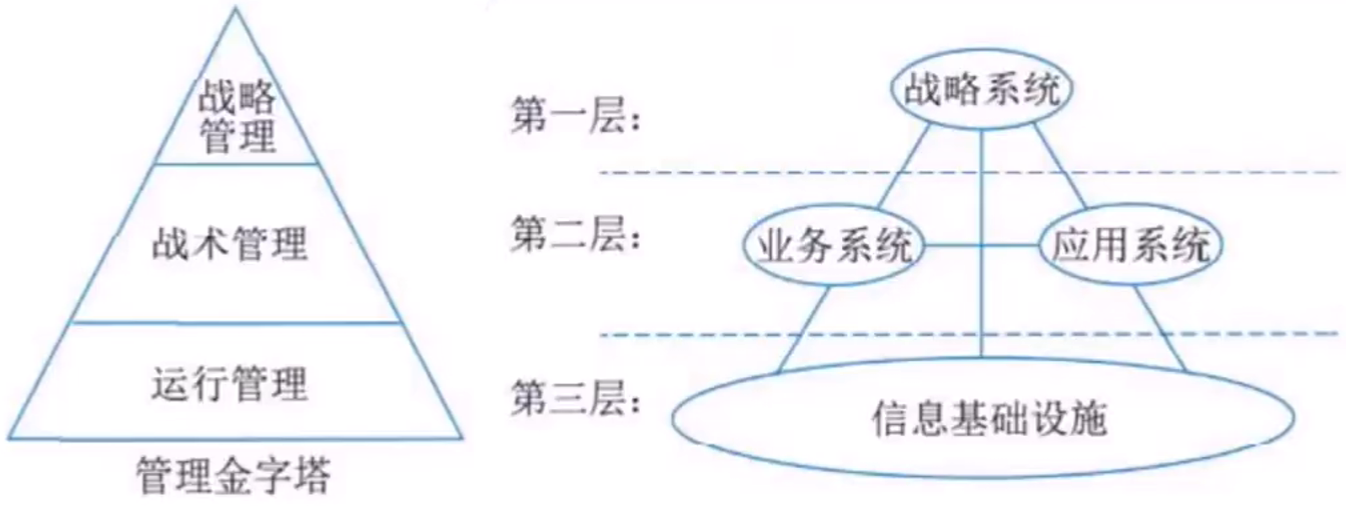 战略
管理
战术管理
运行管理
管理金字塔
第一层：
战略系统
第二层：
业务系统
应用系统
第三层：
信息基础设施